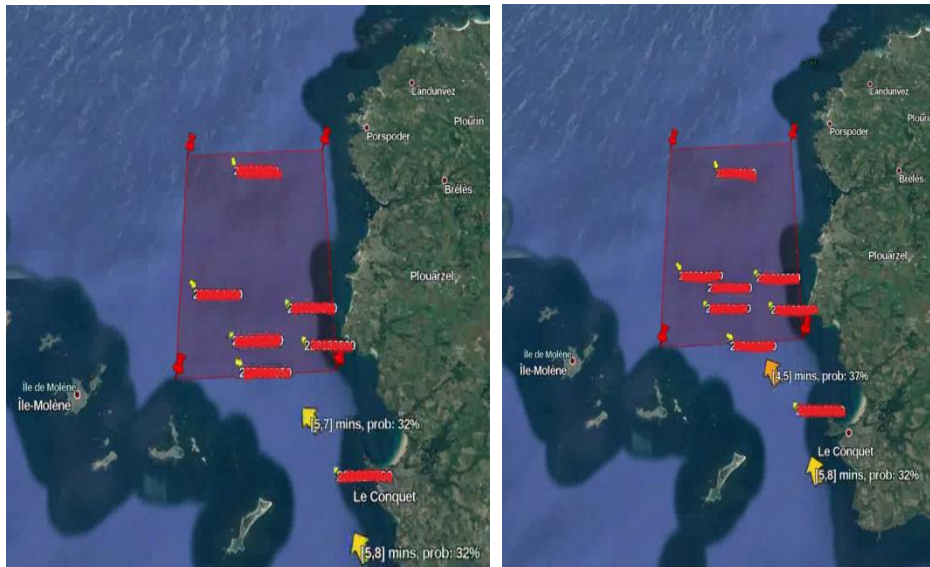 Landunvez
Porspoder
Plourin
Brélès
Plouarzel
Île de Molène
Île-Molène
[5,7] mins, prob: 32%
Le Conquet
[5,8] mins, prob: 32%
Landunvez
Porspoder
Plouri
Brélès
Plouarzel
Île de Molène
Île-Molène
[4,5] mins, prob: 37%
Le Conquet
[5,8] mins, prob: 32%